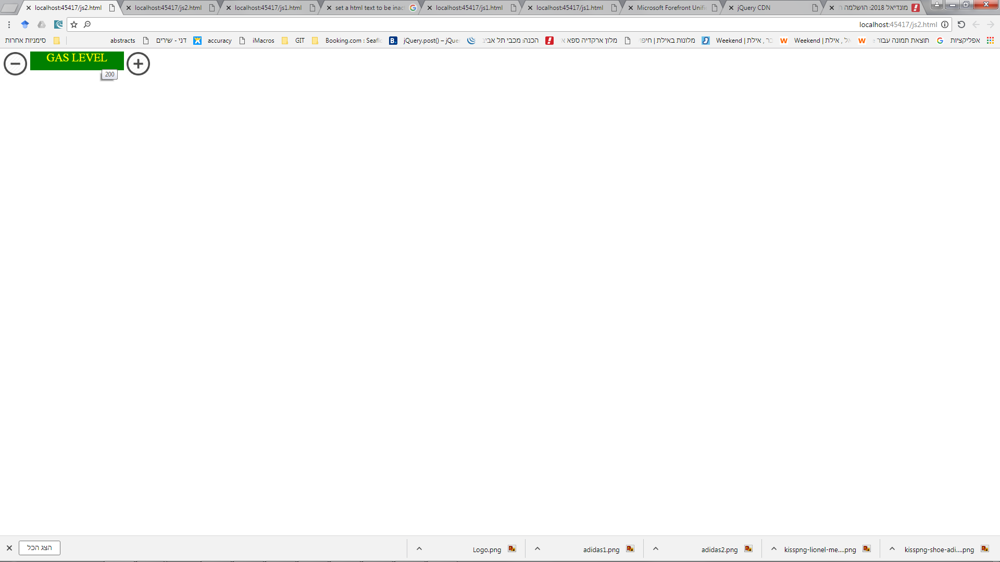 localhost:45417/js2.html
localhost:45417/js2.html
localhost:45417/js1.html
set a html text to be inac
localhost:45417/js1.html
localhost:45417/js1.html
Microsoft Forefront Unifi
jQuery CDN
מונדיאל 2018: הושלמה
localhost:45417/js2.html
סימניות אחרות
abstracts
דני - שירים
accuracy
iMacros
GIT
Booking.com : Seafl
jQuery.post() – jQue
הכנה: מכבי תל אביב
מלון ארקדיה ספא
מלונות באילת | חיפו
Weekend | בר , אילת
Weekend | אל , אילת
תוצאת תמונה עבור
אפליקציות
GAS LEVEL
200
הצג הכל
Logo.png
adidas1.png
adidas2.png
kisspng-lionel-me....png
kisspng-shoe-adi....png